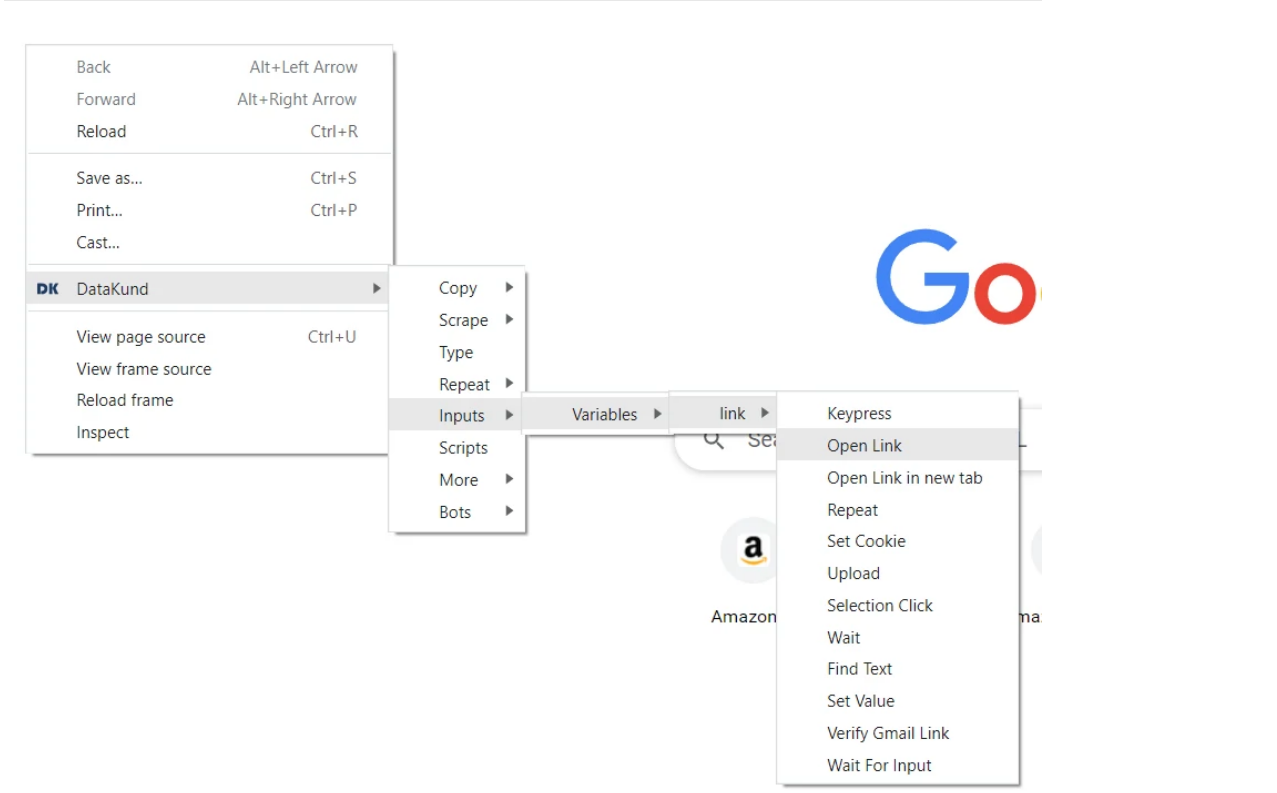 Back Alt+Left Arrow
Forward Alt+Right Arrow
Reload Ctrl+R
Save as... Ctrl+S
Print... Ctrl+P
Cast...
DK DataKund
View page source Ctrl+U
View frame source
Reload frame
Inspect
Copy
Scrape
Type
Repeat
Inputs
Scripts
More
Bots
Variables
link
Keypress
Open Link
Open Link in new tab
Repeat
Set Cookie
Upload
Selection Click
Wait
Find Text
Set Value
Verify Gmail Link
Wait For Input
Go
Sea
a
Amazon
ma